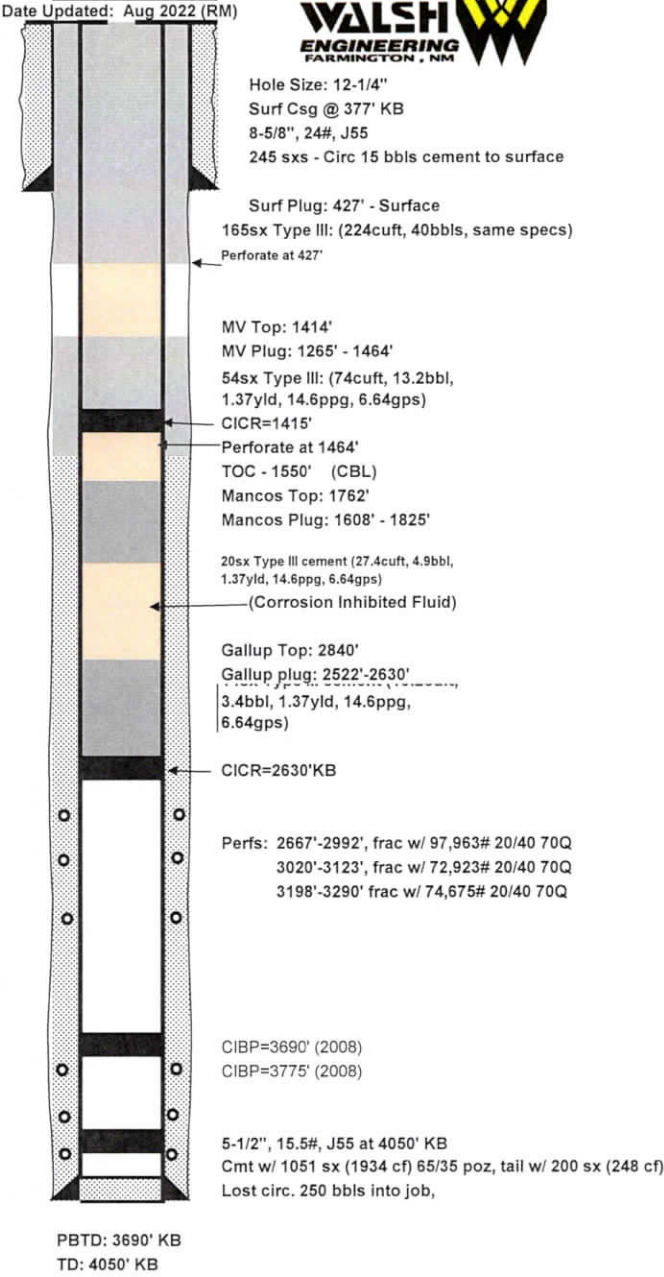 Date Updated: Aug 2022 (RM)
WALSH
ENGINEERING
FARMINGTON, NM
Hole Size: 12-1/4"
Surf Csg @ 377' KB
8-5/8", 24#, J55
245 sxs - Circ 15 bbls cement to surface
Surf Plug: 427' - Surface
165sx Type III: (224cuft, 40bbls, same specs)
Perforate at 427'
MV Top: 1414'
MV Plug: 1265' - 1464'
54sx Type III: (74cuft, 13.2bbl,
1.37yld, 14.6ppg, 6.64gps)
CICR=1415'
Perforate at 1464'
TOC - 1550' (CBL)
Mancos Top: 1762'
Mancos Plug: 1608' - 1825'
20sx Type III cement (27.4cuft, 4.9bbl,
1.37yld, 14.6ppg, 6.64gps)
(Corrosion Inhibited Fluid)
Gallup Top: 2840'
Gallup plug: 2522'-2630'
3.4bbl, 1.37yld, 14.6ppg,
6.64gps)
CICR=2630'KB
Perfs: 2667'-2992', frac w/ 97,963# 20/40 70Q
3020'-3123', frac w/ 72,923# 20/40 70Q
3198'-3290' frac w/ 74,675# 20/40 70Q
CIBP=3690' (2008)
CIBP=3775' (2008)
5-1/2", 15.5#, J55 at 4050' KB
Cmt w/ 1051 sx (1934 cf) 65/35 poz, tail w/ 200 sx (248 cf)
Lost circ. 250 bbls into job,
PBTD: 3690' KB
TD: 4050' KB